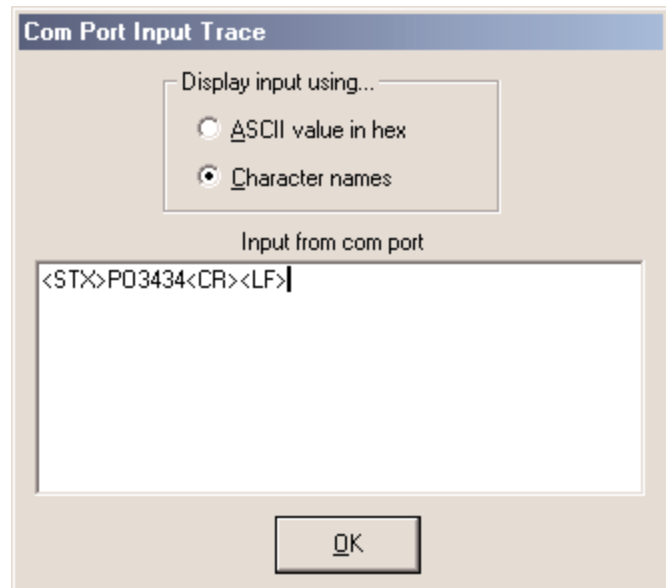 Com Port Input Trace
Display input using...
ASCII value in hex
Character names
Input from com port
<STX>PO3434<CR><LF>
OK